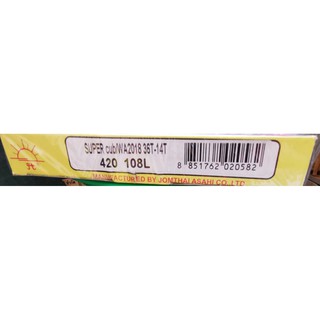 SUPER cub/WA2018 36T-14T
420 108L
8 851762 020582
MANUFACTURED BY JOMTHAI ASAHI CO., LTD